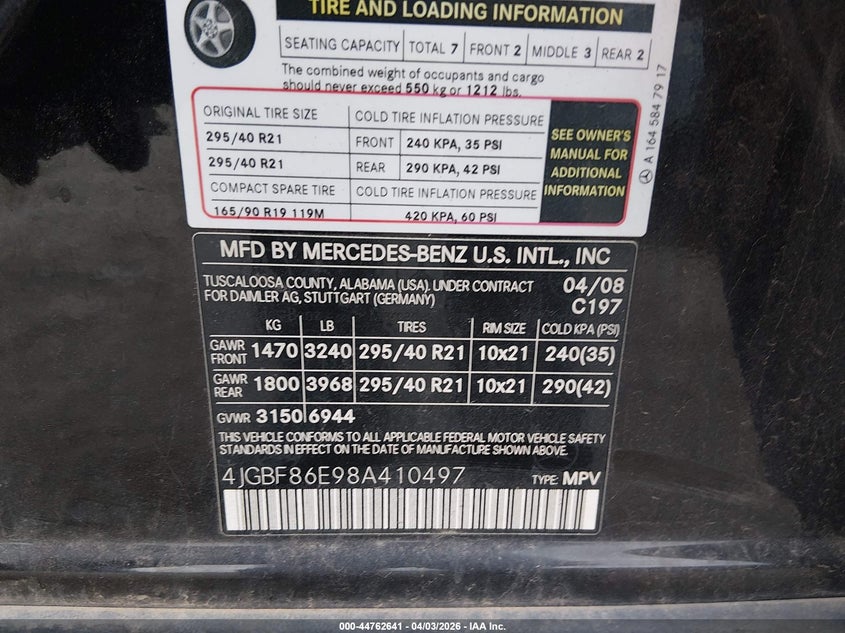 TIRE AND LOADING INFORMATION
SEATING CAPACITY TOTAL 7 FRONT 2 MIDDLE 3 REAR 2
The combined weight of occupants and cargo
should never exceed 550 kg or 1212 lbs.
ORIGINAL TIRE SIZE COLD TIRE INFLATION PRESSURE
295/40 R21 FRONT 240 KPA, 35 PSI
295/40 R21 REAR 290 KPA, 42 PSI
COMPACT SPARE TIRE COLD TIRE INFLATION PRESSURE
165/90 R19 119M 420 KPA, 60 PSI
SEE OWNER'S
MANUAL FOR
ADDITIONAL
INFORMATION
A 164 584 79 17
MFD BY MERCEDES-BENZ U.S. INTL., INC
TUSCALOOSA COUNTY, ALABAMA (USA). UNDER CONTRACT
FOR DAIMLER AG, STUTTGART (GERMANY)
04/08
C197
KG LB TIRES RIM SIZE COLD KPA (PSI)
GAWR FRONT 1470 3240 295/40 R21 10x21 240(35)
GAWR REAR 1800 3968 295/40 R21 10x21 290(42)
GVWR 3150 6944
THIS VEHICLE CONFORMS TO ALL APPLICABLE FEDERAL MOTOR VEHICLE SAFETY
STANDARDS IN EFFECT ON THE DATE OF MANUFACTURE SHOWN ABOVE.
4JGBF86E98A410497 TYPE: MPV
000-44762641 - 04/03/2026 - IAA Inc.